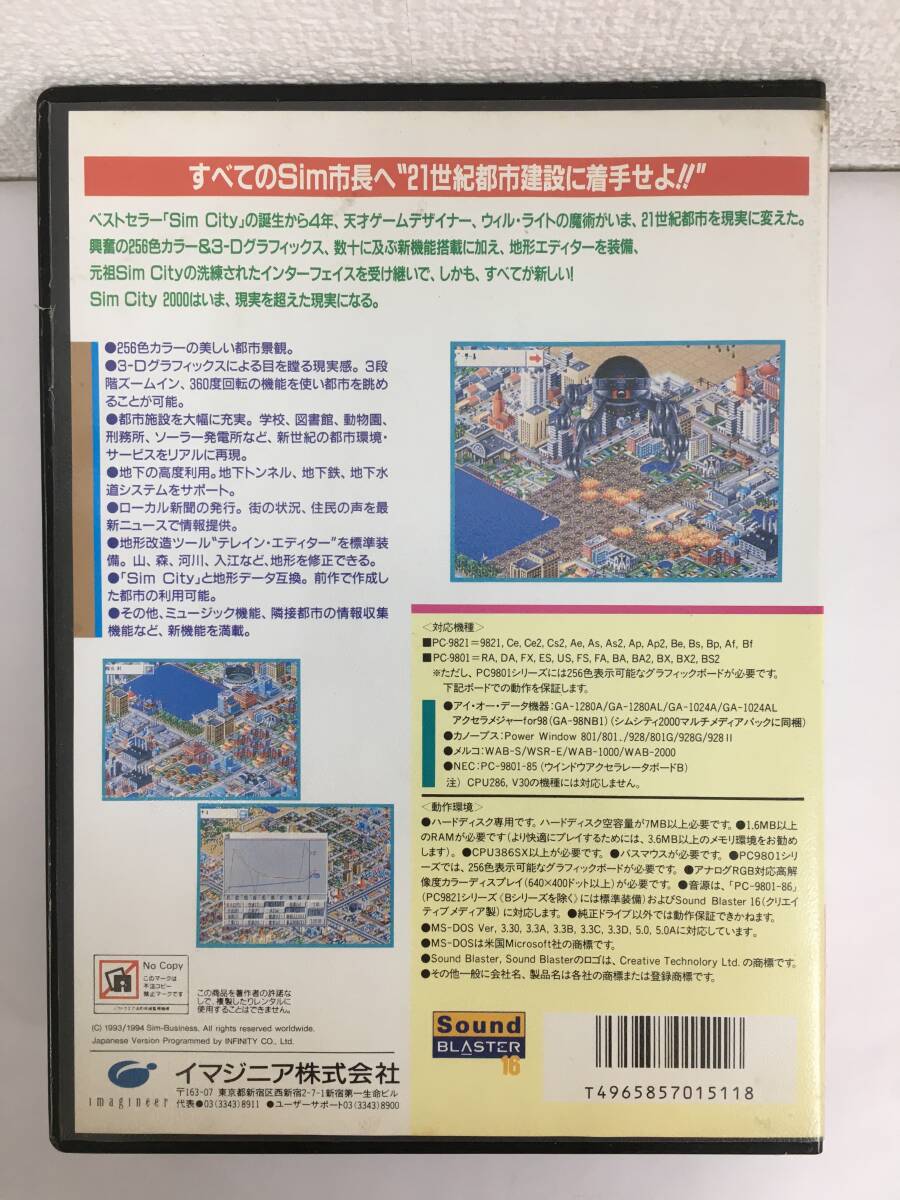 すべてのSim市長へ“21世紀都市建設に着手せよ!!”
ベストセラー「Sim City」の誕生から4年、天才ゲームデザイナー、ウィル・ライトの魔術がいま、21世紀都市を現実に変えた。
興奮の256色カラー&3-Dグラフィックス、数十に及ぶ新機能搭載に加え、地形エディターを装備、
元祖Sim Cityの洗練されたインターフェイスを受け継いで、しかも、すべてが新しい!
Sim City 2000はいま、現実を超えた現実になる。
●256色カラーの美しい都市景観。
●3-Dグラフィックスによる目を瞠る現実感。3段
階ズームイン、360度回転の機能を使い都市を眺め
ることが可能。
●都市施設を大幅に充実。学校、図書館、動物園、
刑務所、ソーラー発電所など、新世紀の都市環境・
サービスをリアルに再現。
●地下の高度利用。地下トンネル、地下鉄、地下水
道システムをサポート。
●ローカル新聞の発行。街の状況、住民の声を最
新ニュースで情報提供。
●地形改造ツール“テレイン・エディター”を標準装
備。山、森、河川、入江など、地形を修正できる。
●「Sim City」と地形データ互換。前作で作成し
た都市の利用可能。
●その他、ミュージック機能、隣接都市の情報収集
機能など、新機能を満載。
〈対応機種〉
■PC-9821=9821, Ce, Ce2, Cs2, Ae, As, As2, Ap, Ap2, Be, Bs, Bp, Af, Bf
■PC-9801=RA, DA, FX, ES, US, FS, FA, BA, BA2, BX, BX2, BS2
※ただし、PC9801シリーズには256色表示可能なグラフィックボードが必要です。
下記ボードでの動作を保証します。
●アイ・オー・データ機器:GA-1280A/GA-1280AL/GA-1024A/GA-1024AL
アクセラメジャーfor98(GA-98NB1)(シムシティ2000マルチメディアパックに同梱)
●カノープス:Power Window 801/801./928/801G/928G/928Ⅱ
●メルコ:WAB-S/WSR-E/WAB-1000/WAB-2000
●NEC:PC-9801-85(ウインドウアクセラレータボードB)
注) CPU286, V30の機種には対応しません。
〈動作環境〉
●ハードディスク専用です。ハードディスク空容量が7MB以上必要です。●1.6MB以上
のRAMが必要です(より快適にプレイするためには、3.6MB以上のメモリ環境をお勧め
します)。●CPU386SX以上が必要です。●バスマウスが必要です。●PC9801シリ
ーズでは、256色表示可能なグラフィックボードが必要です。●アナログRGB対応高解
像度カラーディスプレイ(640×400ドット以上)が必要です。●音源は、「PC-9801-86」
(PC9821シリーズ《Bシリーズを除く》には標準装備)およびSound Blaster 16(クリエイ
ティブメディア製)に対応します。●純正ドライブ以外では動作保証できかねます。
●MS-DOS Ver, 3.30, 3.3A, 3.3B, 3.3C, 3.3D, 5.0, 5.0Aに対応しています。
●MS-DOSは米国Microsoft社の商標です。
●Sound Blaster, Sound Blasterのロゴは、Creative Technolory Ltd.の商標です。
●その他一般に会社名、製品名は各社の商標または登録商標です。
No Copy
このマークは
不法コピー
禁止マークです
この商品を著作者の許諾な
しで、複製したりレンタルに
使用することはできません。
(C) 1993/1994 Sim-Business. All rights reserved worldwide.
Japanese Version Programmed by INFINITY CO., Ltd.
imagineer
イマジニア株式会社
〒163-07 東京都新宿区西新宿2-7-1新宿第一生命ビル
代表●03(3343)8911 ●ユーザーサポート03(3343)8900
Sound
BLASTER
16
T4965857015118